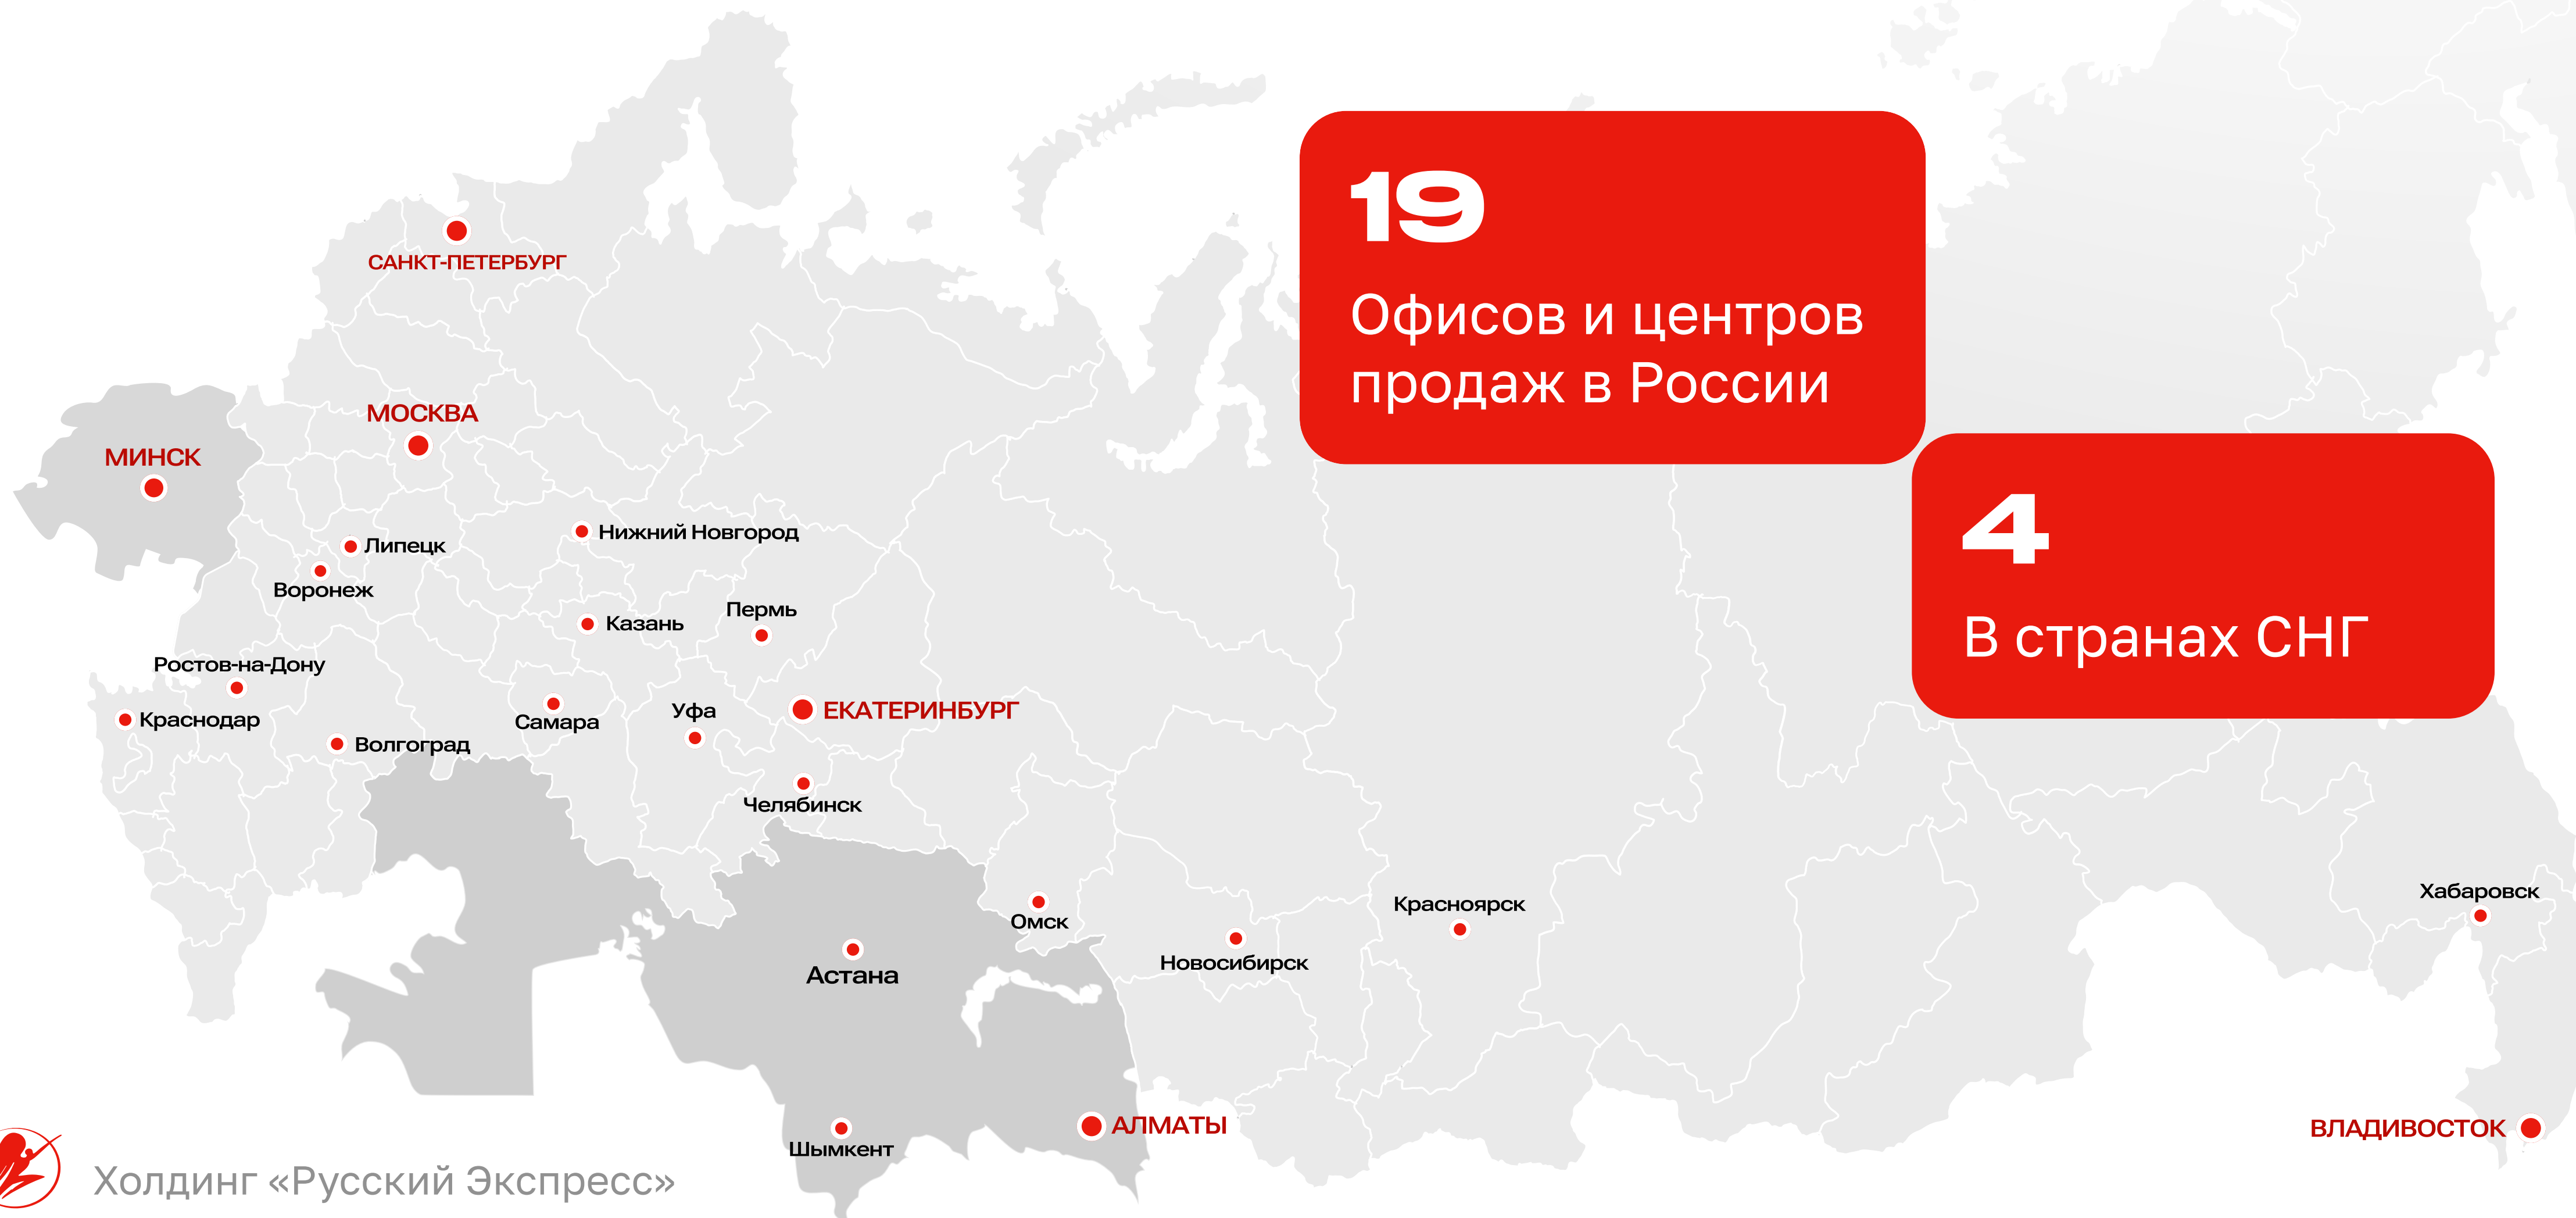 19
Офисов и центров
продаж в России
4
В странах СНГ
САНКТ-ПЕТЕРБУРГ
МОСКВА
МИНСК
Нижний Новгород
Липецк
Воронеж
Пермь
Казань
Ростов-на-Дону
Краснодар
Самара
Уфа
ЕКАТЕРИНБУРГ
Волгоград
Челябинск
Омск
Красноярск
Хабаровск
Новосибирск
Астана
АЛМАТЫ
ВЛАДИВОСТОК
Шымкент
Холдинг «Русский Экспресс»